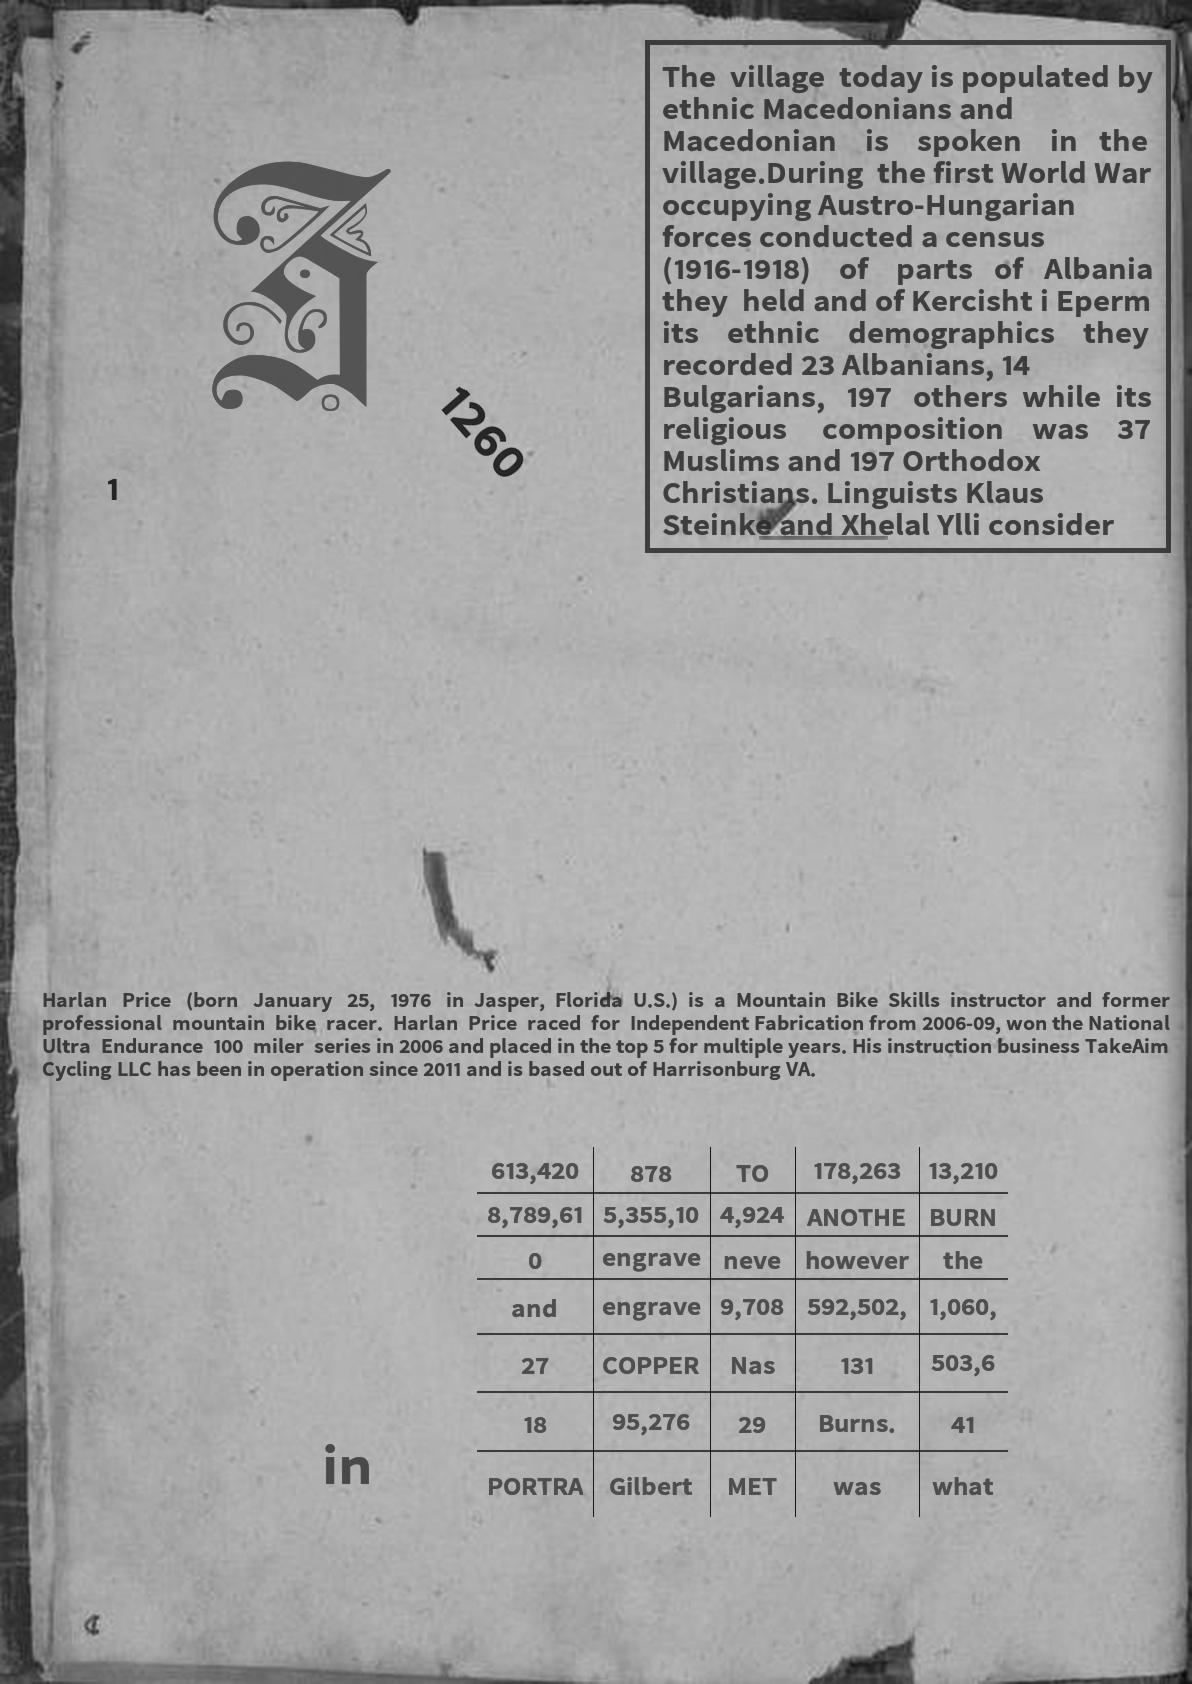 The village today is populated by
ethnic Macedonians and
Macedonian is spoken in the
village.During the first World War
occupying Austro-Hungarian
forces conducted a census
(1916-1918) of parts of Albania
they held and of Kercisht i Eperm
its ethnic demographics they
recorded 23 Albanians, 14
Bulgarians, 197 others while its
religious composition was 37
Muslims and 197 Orthodox
Christians. Linguists Klaus
Steinke and Xhelal Ylli consider
1260
1
Harlan Price (born January 25, 1976 in Jasper, Florida U.S.) is a Mountain Bike Skills instructor and former
professional mountain bike racer. Harlan Price raced for Independent Fabrication from 2006-09, won the National
Ultra Endurance 100 miler series in 2006 and placed in the top 5 for multiple years. His instruction business TakeAim
Cycling LLC has been in operation since 2011 and is based out of Harrisonburg VA.
613,420 878 TO 178,263 13,210
8,789,61 5,355,10 4,924 ANOTHE BURN
0 engrave neve however the
and engrave 9,708 592,502, 1,060,
27 COPPER Nas 131 503,6
18 95,276 29 Burns. 41
PORTRA Gilbert MET was what
in